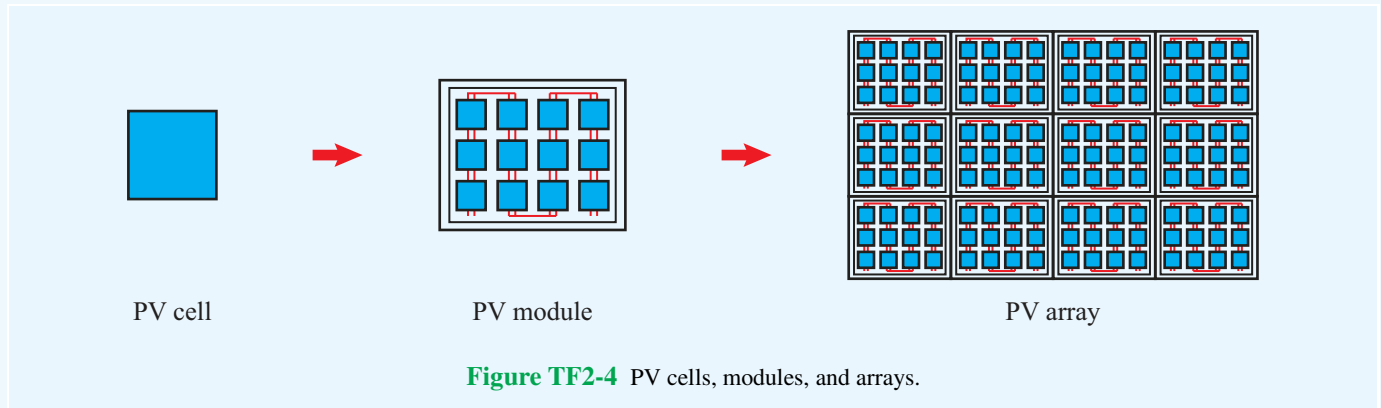 PV cell
PV module
PV array
Figure TF2-4 PV cells, modules, and arrays.